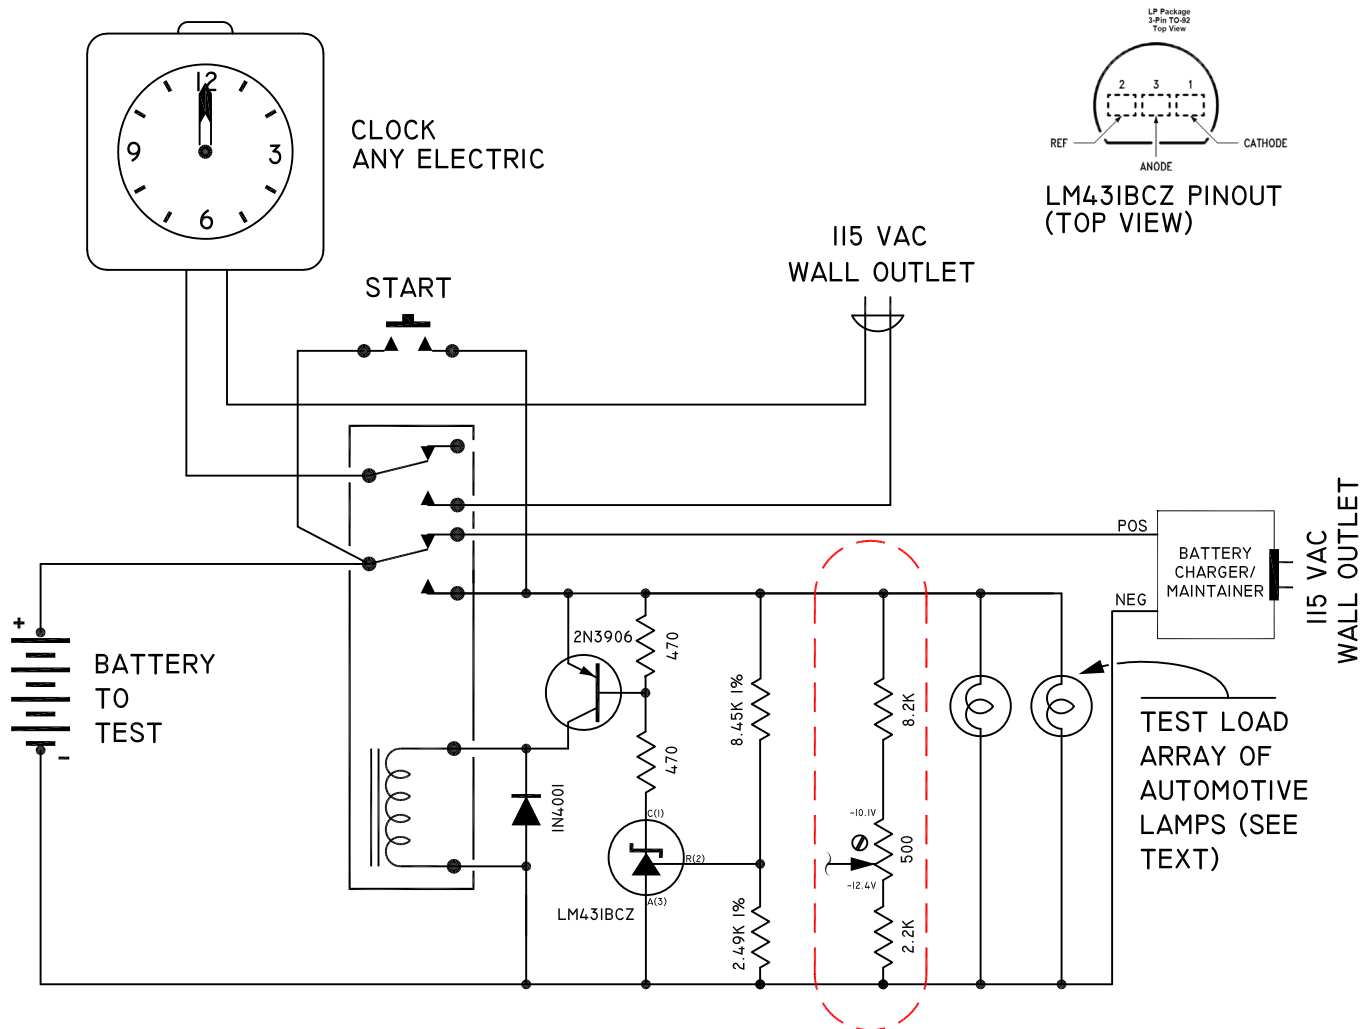 LP Package
3-Pin TO-92
Top View
2 3 1
REF
CATHODE
ANODE
LM431BCZ PINOUT
(TOP VIEW)
12
9
3
6
CLOCK
ANY ELECTRIC
115 VAC
WALL OUTLET
START
POS
NEG
BATTERY
CHARGER/
MAINTAINER
115 VAC
WALL OUTLET
+
BATTERY
TO
TEST
-
2N3906
470
470
1N4001
C(1)
R(2)
A(3)
LM431BCZ
8.45K 1%
2.49K 1%
8.2K
~10.1V
500
~12.4V
2.2K
TEST LOAD
ARRAY OF
AUTOMOTIVE
LAMPS (SEE
TEXT)